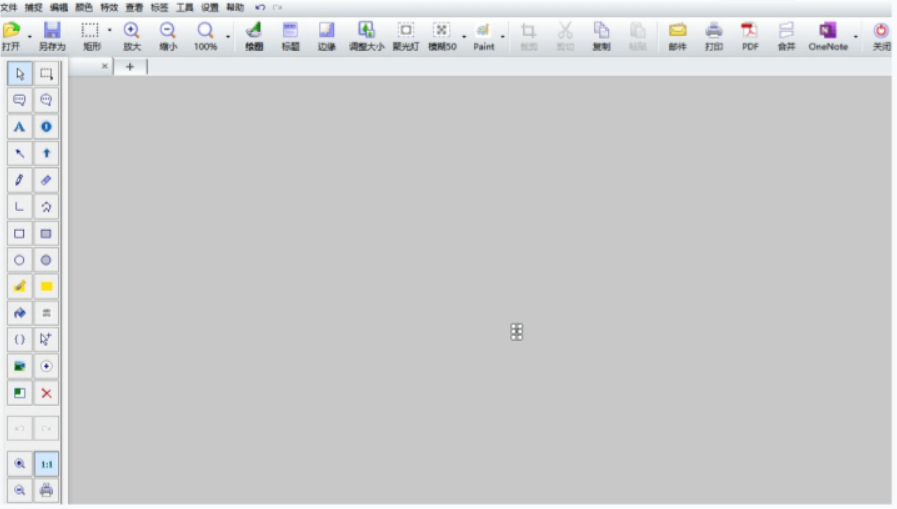 文件 捕捉 编辑 颜色 特效 查看 标签 工具 设置 帮助
打开 另存为 矩形 放大 缩小 100% 绘图 标题 边缘 调整大小 聚光灯 模糊50 Paint 裁剪 剪切 复制 粘贴 邮件 打印 PDF 合并 OneNote 关闭
A
1:1